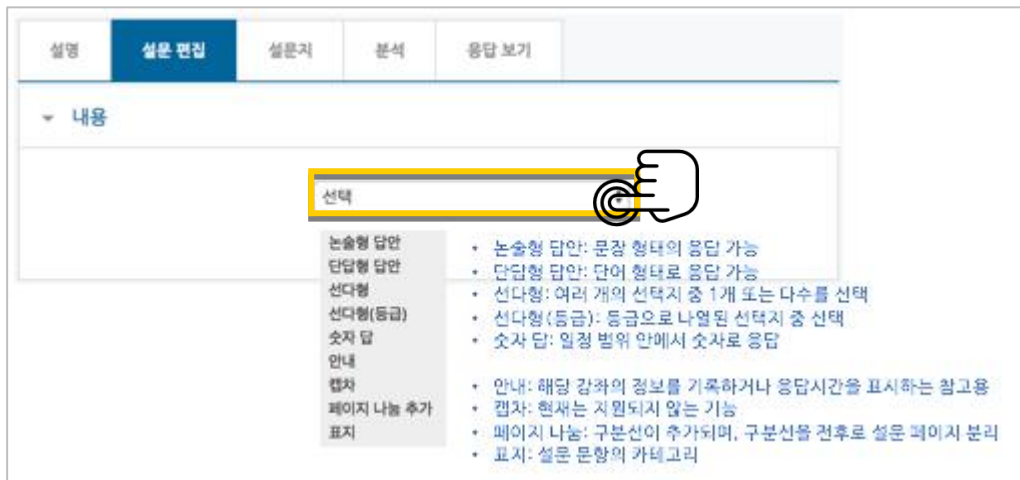 설명 설문 편집 설문지 분석 응답 보기
내용
선택
논술형 답안
단답형 답안
선다형
선다형(등급)
숫자 답
안내
캡차
페이지 나눔 추가
표지
• 논술형 답안: 문장 형태의 응답 가능
• 단답형 답안: 단어 형태로 응답 가능
• 선다형: 여러 개의 선택지 중 1개 또는 다수를 선택
• 선다형(등급): 등급으로 나열된 선택지 중 선택
• 숫자 답: 일정 범위 안에서 숫자로 응답
• 안내: 해당 강좌의 정보를 기록하거나 응답시간을 표시하는 참고용
• 캡차: 현재는 지원되지 않는 기능
• 페이지 나눔: 구분선이 추가되며, 구분선을 전후로 설문 페이지 분리
• 표지: 설문 문항의 카테고리